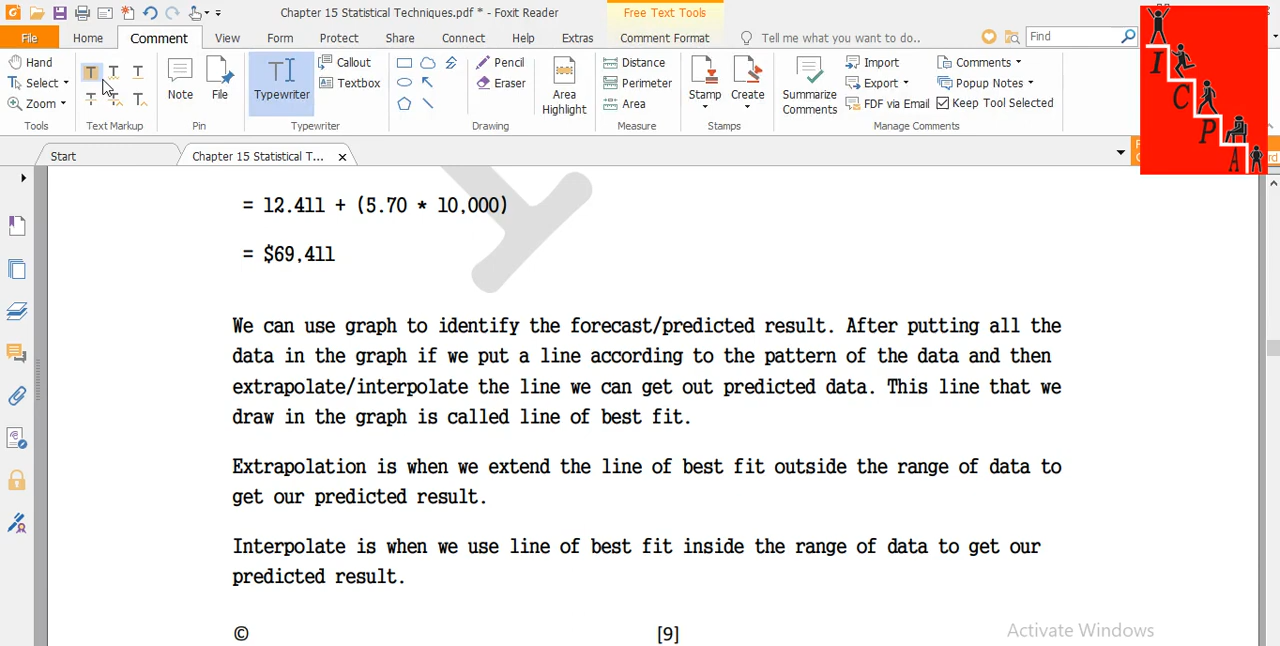 Chapter 15 Statistical Techniques.pdf * - Foxit Reader
Free Text Tools
File
Home
Comment
View
Form
Protect
Share
Connect
Help
Extras
Comment Format
Tell me what you want to do..
Find
Hand
Select
Zoom
Tools
Text Markup
Note
File
Pin
Typewriter
Callout
Textbox
Typewriter
Pencil
Eraser
Drawing
Area
Highlight
Distance
Perimeter
Area
Measure
Stamp
Create
Stamps
Summarize
Comments
Import
Export
FDF via Email
Comments
Popup Notes
Keep Tool Selected
Manage Comments
I
C
P
A
Start
Chapter 15 Statistical T...
= 12.411 + (5.70 * 10,000)
= $69,411
We can use graph to identify the forecast/predicted result. After putting all the
data in the graph if we put a line according to the pattern of the data and then
extrapolate/interpolate the line we can get out predicted data. This line that we
draw in the graph is called line of best fit.
Extrapolation is when we extend the line of best fit outside the range of data to
get our predicted result.
Interpolate is when we use line of best fit inside the range of data to get our
predicted result.
© [9]
Activate Windows